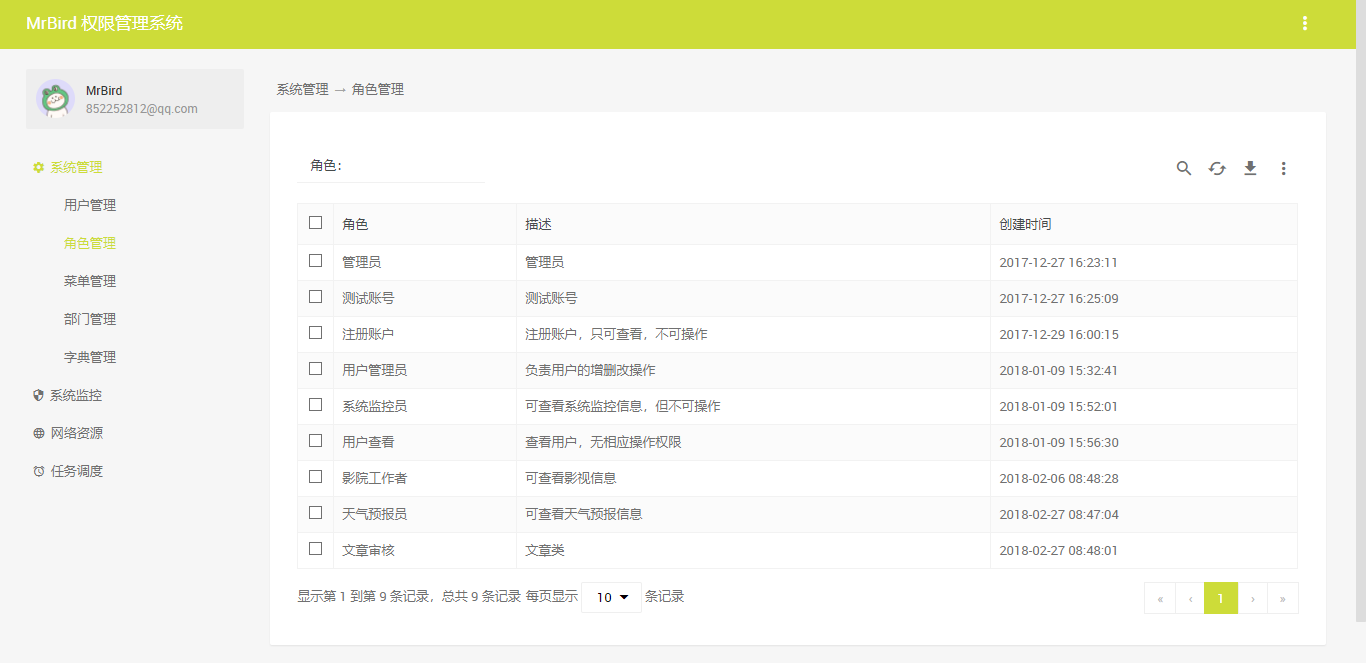 MrBird 权限管理系统
MrBird
852252812@qq.com
系统管理
用户管理
角色管理
菜单管理
部门管理
字典管理
系统监控
网络资源
任务调度
系统管理 → 角色管理
角色:
角色 描述 创建时间
管理员 管理员 2017-12-27 16:23:11
测试账号 测试账号 2017-12-27 16:25:09
注册账户 注册账户，只可查看，不可操作 2017-12-29 16:00:15
用户管理员 负责用户的增删改操作 2018-01-09 15:32:41
系统监控员 可查看系统监控信息，但不可操作 2018-01-09 15:52:01
用户查看 查看用户，无相应操作权限 2018-01-09 15:56:30
影院工作者 可查看影视信息 2018-02-06 08:48:28
天气预报员 可查看天气预报信息 2018-02-27 08:47:04
文章审核 文章类 2018-02-27 08:48:01
显示第 1 到第 9 条记录，总共 9 条记录 每页显示 10 条记录
« ‹ 1 › »